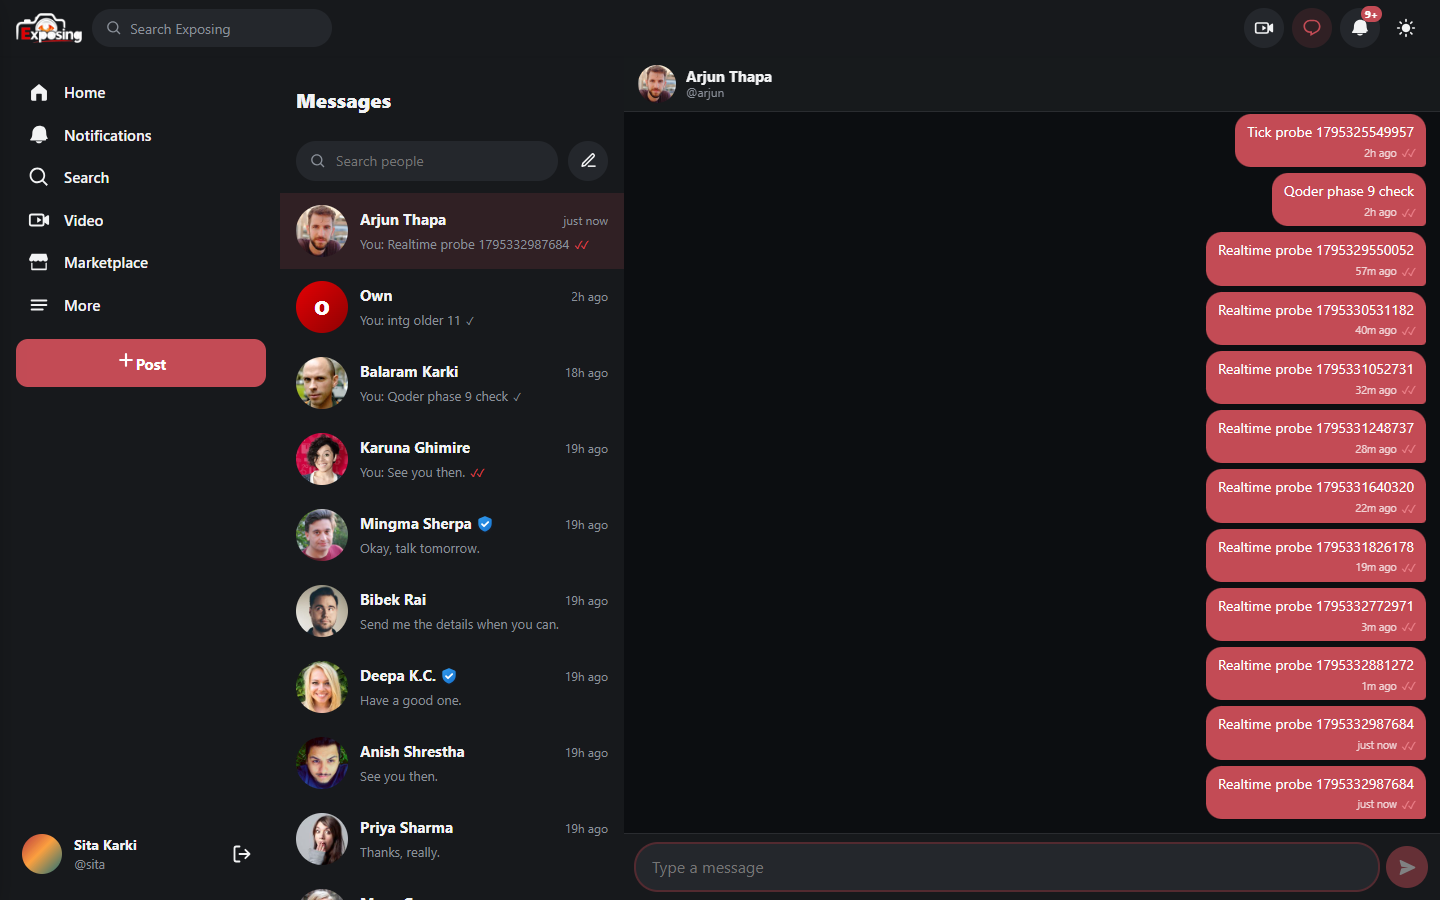 Exposing
Search Exposing
9+
Home
Notifications
Search
Video
Marketplace
More
+ Post
Sita Karki
@sita
Messages
Search people
Arjun Thapa
just now
You: Realtime probe 1795332987684 ✓✓
O
Own
2h ago
You: intg older 11 ✓
Balaram Karki
18h ago
You: Qoder phase 9 check ✓
Karuna Ghimire
19h ago
You: See you then. ✓✓
Mingma Sherpa
19h ago
Okay, talk tomorrow.
Bibek Rai
19h ago
Send me the details when you can.
Deepa K.C.
19h ago
Have a good one.
Anish Shrestha
19h ago
See you then.
Priya Sharma
19h ago
Thanks, really.
Arjun Thapa
@arjun
Tick probe 1795325549957
2h ago ✓✓
Qoder phase 9 check
2h ago ✓✓
Realtime probe 1795329550052
57m ago ✓✓
Realtime probe 1795330531182
40m ago ✓✓
Realtime probe 1795331052731
32m ago ✓✓
Realtime probe 1795331248737
28m ago ✓✓
Realtime probe 1795331640320
22m ago ✓✓
Realtime probe 1795331826178
19m ago ✓✓
Realtime probe 1795332772971
3m ago ✓✓
Realtime probe 1795332881272
1m ago ✓✓
Realtime probe 1795332987684
just now ✓✓
Realtime probe 1795332987684
just now ✓✓
Type a message